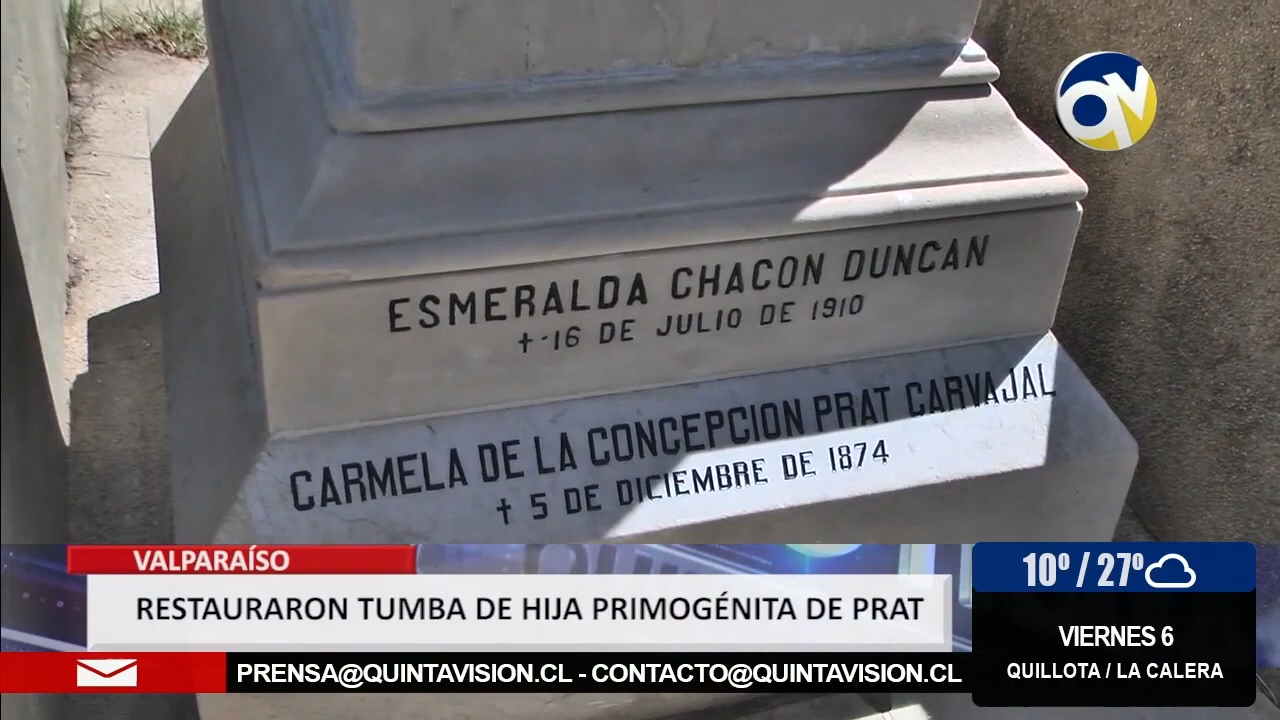 QV
ESMERALDA CHACON DUNCAN
✝-16 DE JULIO DE 1910
CARMELA DE LA CONCEPCION PRAT CARVAJAL
✝ 5 DE DICIEMBRE DE 1874
VALPARAÍSO
RESTAURARON TUMBA DE HIJA PRIMOGÉNITA DE PRAT
10º / 27º
VIERNES 6
QUILLOTA / LA CALERA
PRENSA@QUINTAVISION.CL - CONTACTO@QUINTAVISION.CL